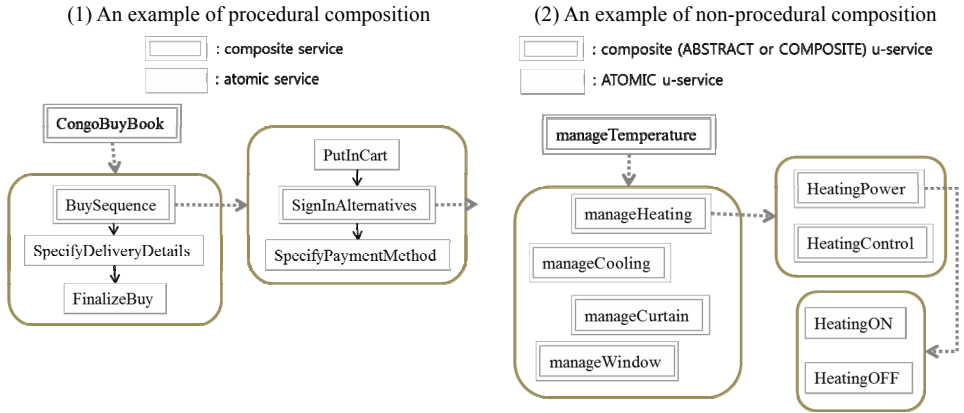 (1) An example of procedural composition
: composite service
: atomic service
CongoBuyBook
BuySequence
SpecifyDeliveryDetails
FinalizeBuy
PutInCart
SignInAlternatives
SpecifyPaymentMethod
(2) An example of non-procedural composition
: composite (ABSTRACT or COMPOSITE) u-service
: ATOMIC u-service
manageTemperature
manageHeating
manageCooling
manageCurtain
manageWindow
HeatingPower
HeatingControl
HeatingON
HeatingOFF